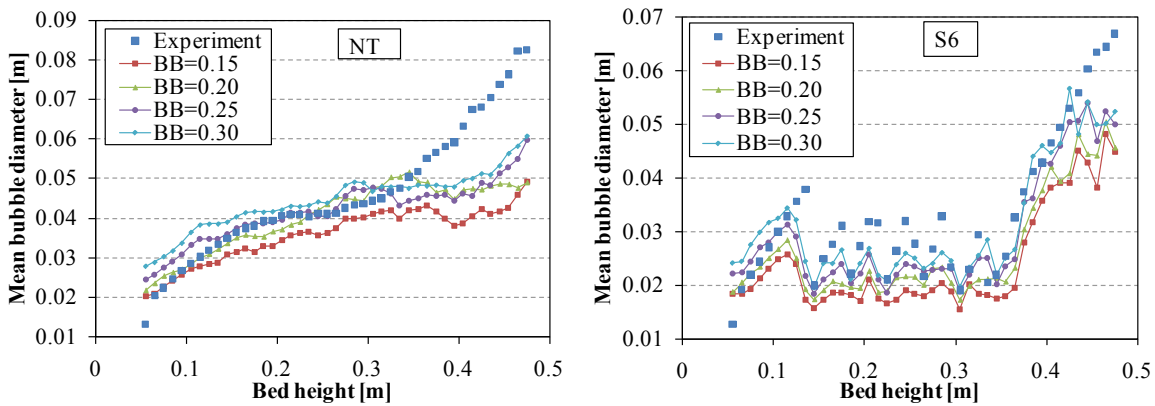 0.09
0.08
0.07
0.06
0.05
0.04
0.03
0.02
0.01
Mean bubble diameter [m]
NT
Experiment
BB=0.15
BB=0.20
BB=0.25
BB=0.30
0
0.1
0.2
0.3
0.4
0.5
Bed height [m]
0.07
0.06
0.05
0.04
0.03
0.02
0.01
Mean bubble diameter [m]
S6
Experiment
BB=0.15
BB=0.20
BB=0.25
BB=0.30
0
0.1
0.2
0.3
0.4
0.5
Bed height [m]